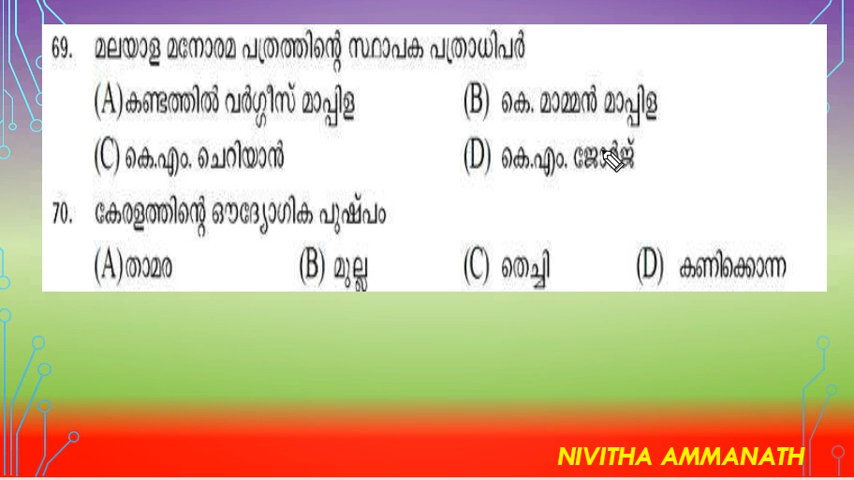 69. മലയാള മനോരമ പത്രത്തിന്റെ സ്ഥാപക പത്രാധിപർ
(A) കണ്ടത്തിൽ വർഗ്ഗീസ് മാപ്പിള (B) കെ. മാമ്മൻ മാപ്പിള
(C) കെ.എം. ചെറിയാൻ (D) കെ.എം. ജോർജ്
70. കേരളത്തിന്റെ ഔദ്യോഗിക പുഷ്പം
(A) താമര (B) മുല്ല (C) തെച്ചി (D) കണിക്കൊന്ന
NIVITHA AMMANATH